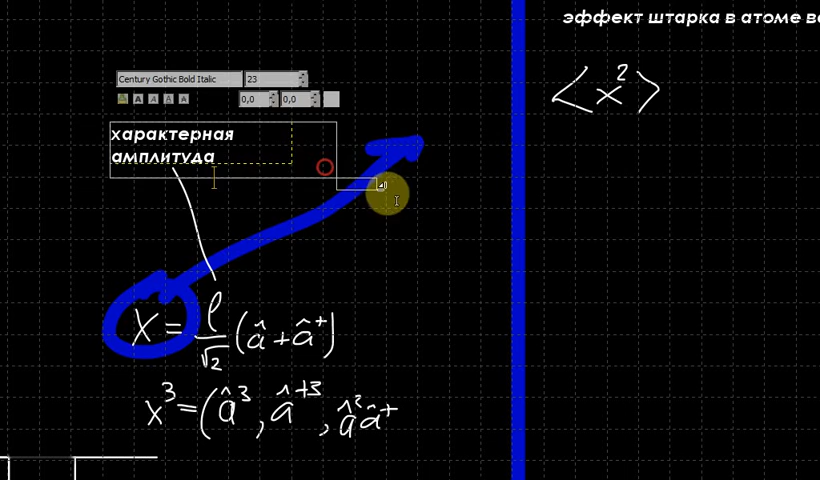 эффект штарка в атоме во
Century Gothic Bold Italic 23
A A A A 0,0 0,0
характерная
амплитуда
⟨x²⟩
X = ℓ/√2 (â + â⁺)
x³ = (â³, â⁺³, â²â⁺